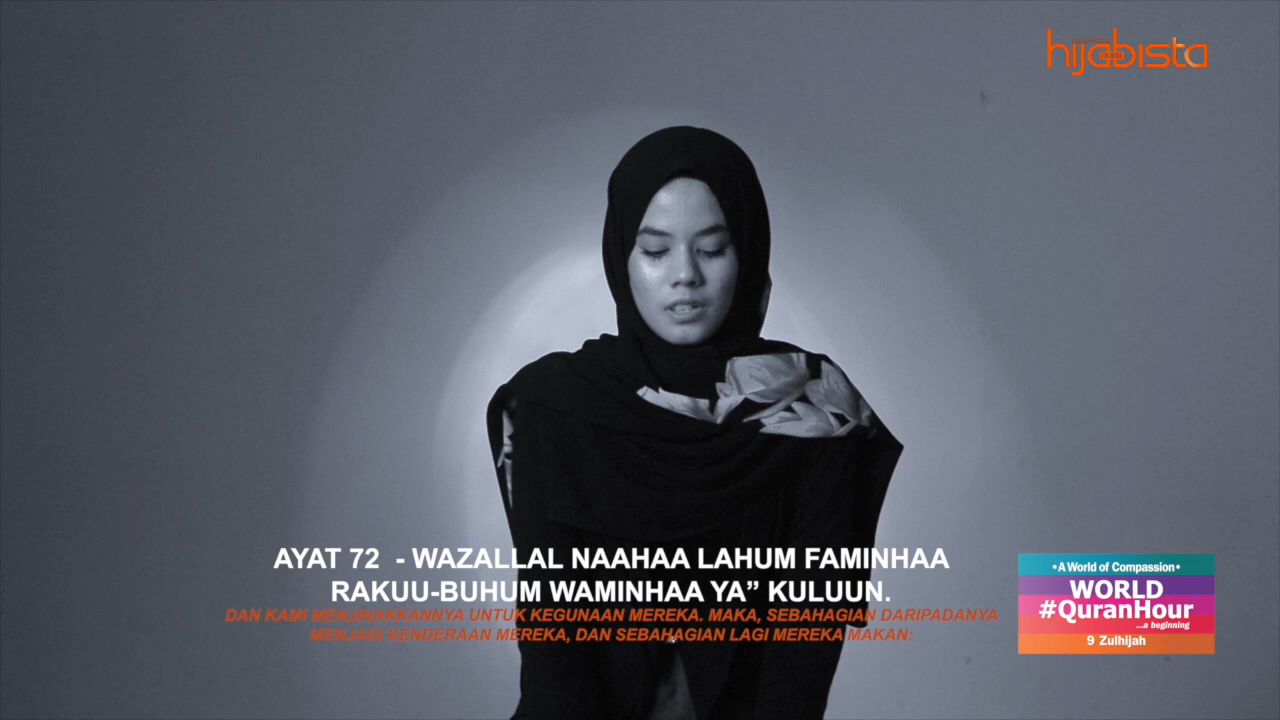 hijabista
AYAT 72 - WAZALLAL NAAHAA LAHUM FAMINHAA
RAKUU-BUHUM WAMINHAA YA” KULUUN.
DAN KAMI MENJINAKKANNYA UNTUK KEGUNAAN MEREKA. MAKA, SEBAHAGIAN DARIPADANYA
MENJADI KENDERAAN MEREKA, DAN SEBAHAGIAN LAGI MEREKA MAKAN:
•A World of Compassion•
WORLD
#QuranHour
...a beginning
9 Zulhijah